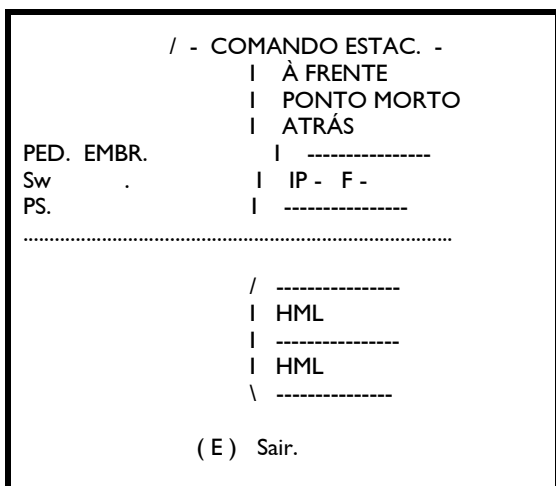 / - COMANDO ESTAC. -
I À FRENTE
I PONTO MORTO
I ATRÁS
PED. EMBR. I ----------------
Sw . I IP - F -
PS. I ----------------
.................................................................................
/ ----------------
I HML
I ----------------
I HML
\ ---------------
( E ) Sair.